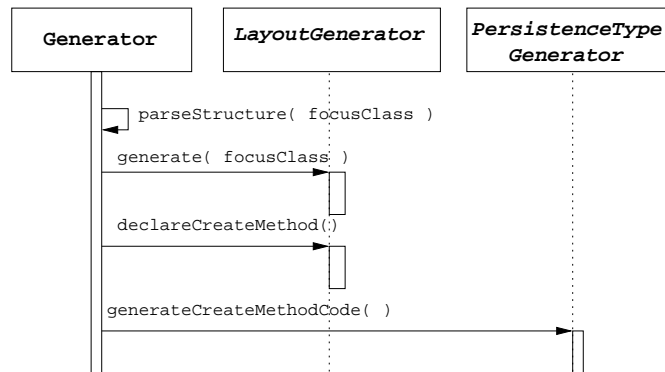 Generator
LayoutGenerator
PersistenceType
Generator
parseStructure( focusClass )
generate( focusClass )
declareCreateMethod()
generateCreateMethodCode( )